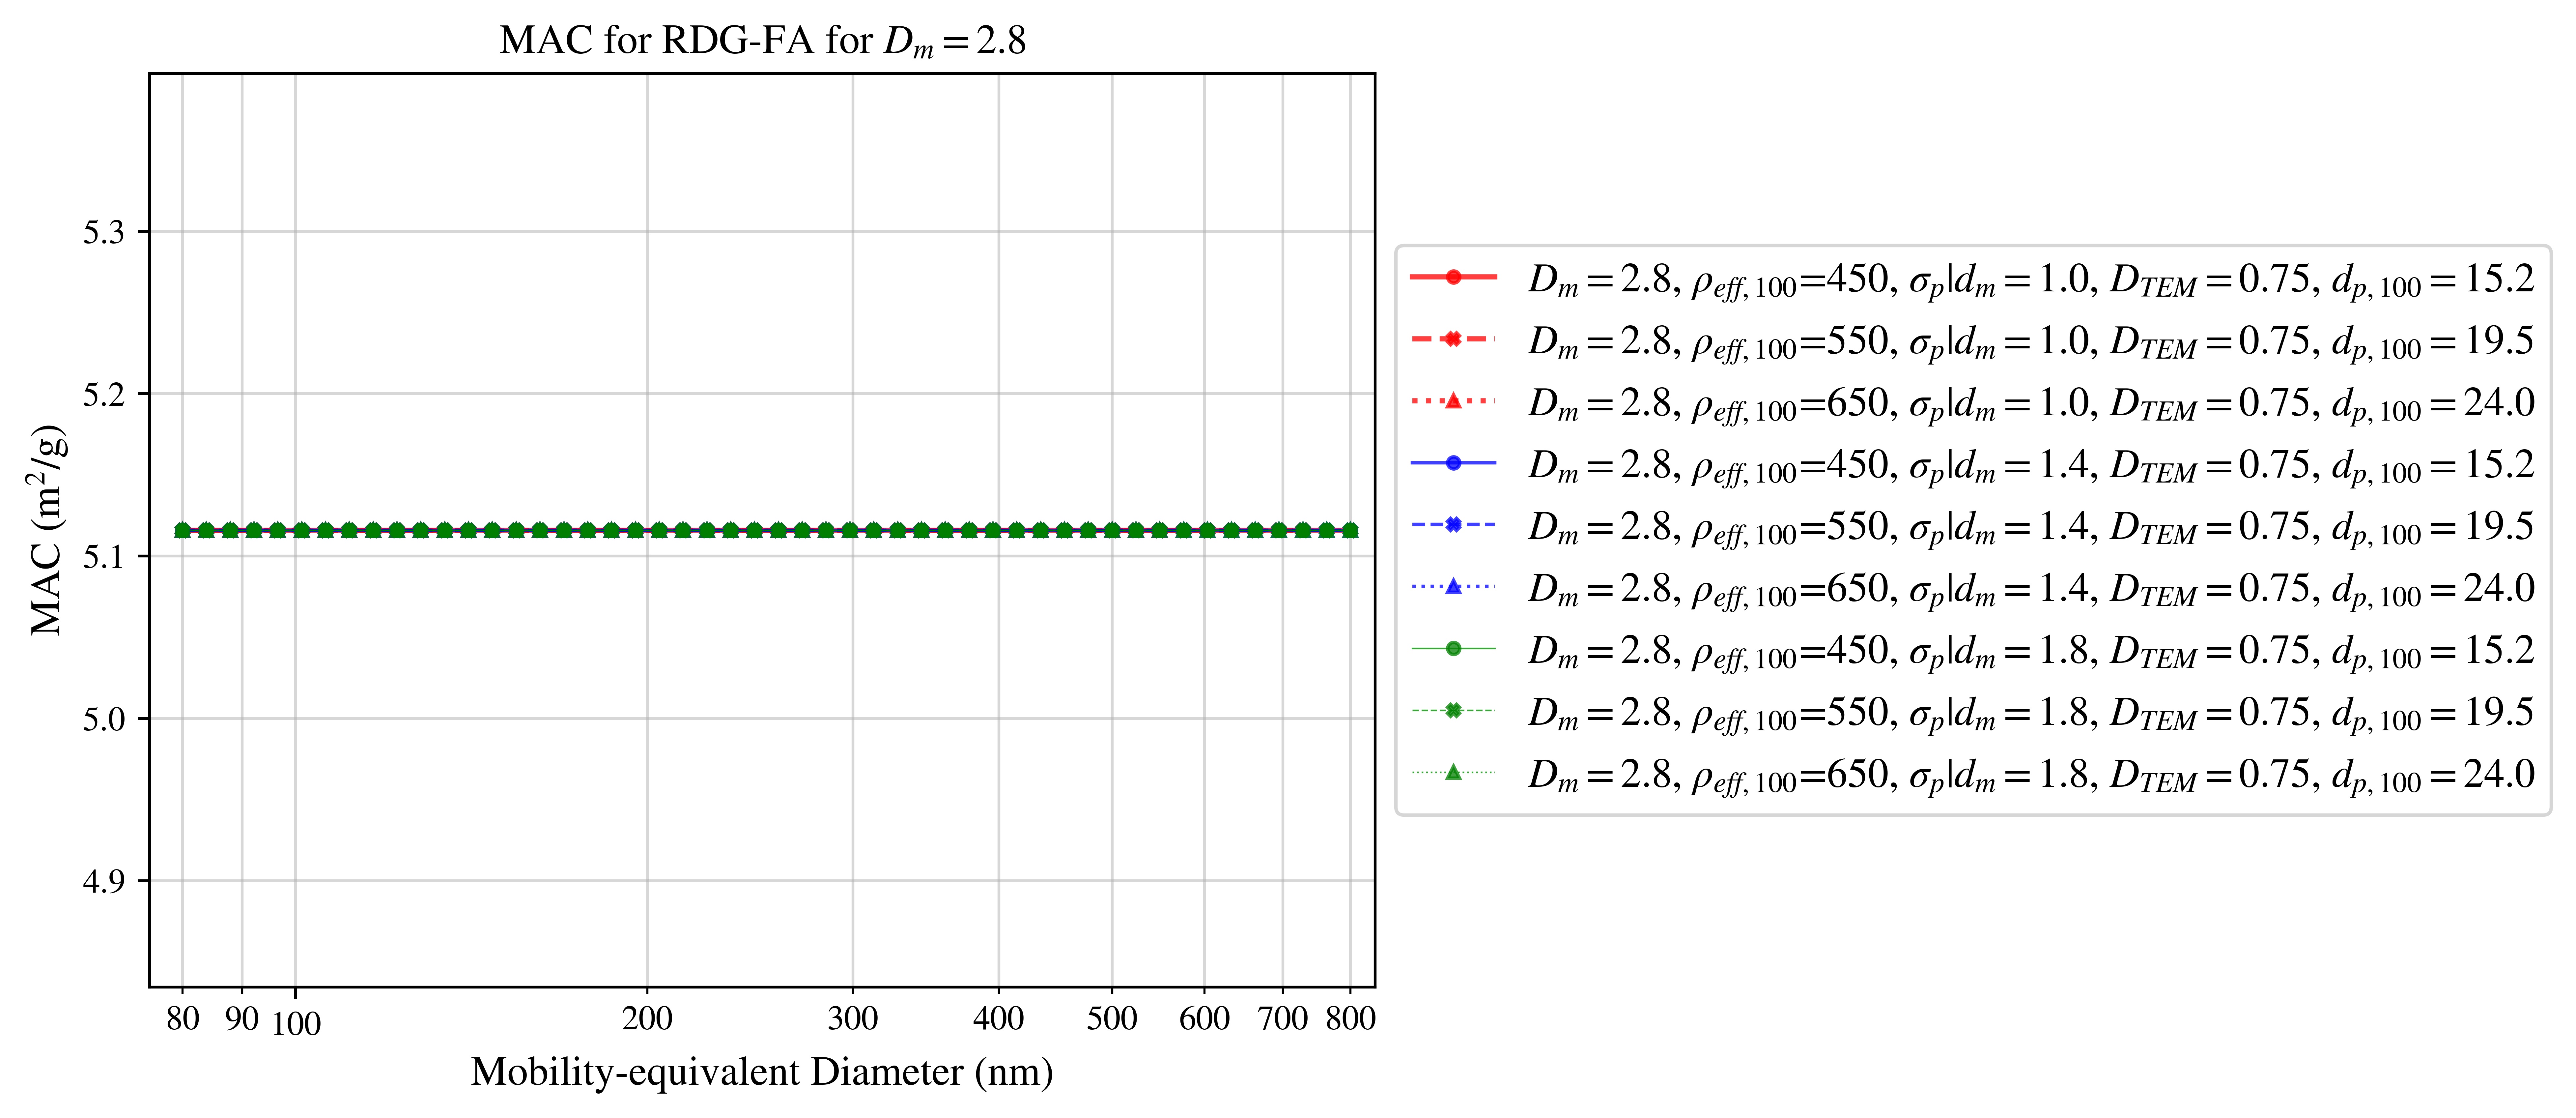 MAC for RDG-FA for Dₘ = 2.8
MAC (m²/g)
5.3
5.2
5.1
5.0
4.9
80 90 100 200 300 400 500 600 700 800
Mobility-equivalent Diameter (nm)
D_m = 2.8, ρ_eff,100=450, σ_p|d_m = 1.0, D_TEM = 0.75, d_p,100 = 15.2
D_m = 2.8, ρ_eff,100=550, σ_p|d_m = 1.0, D_TEM = 0.75, d_p,100 = 19.5
D_m = 2.8, ρ_eff,100=650, σ_p|d_m = 1.0, D_TEM = 0.75, d_p,100 = 24.0
D_m = 2.8, ρ_eff,100=450, σ_p|d_m = 1.4, D_TEM = 0.75, d_p,100 = 15.2
D_m = 2.8, ρ_eff,100=550, σ_p|d_m = 1.4, D_TEM = 0.75, d_p,100 = 19.5
D_m = 2.8, ρ_eff,100=650, σ_p|d_m = 1.4, D_TEM = 0.75, d_p,100 = 24.0
D_m = 2.8, ρ_eff,100=450, σ_p|d_m = 1.8, D_TEM = 0.75, d_p,100 = 15.2
D_m = 2.8, ρ_eff,100=550, σ_p|d_m = 1.8, D_TEM = 0.75, d_p,100 = 19.5
D_m = 2.8, ρ_eff,100=650, σ_p|d_m = 1.8, D_TEM = 0.75, d_p,100 = 24.0